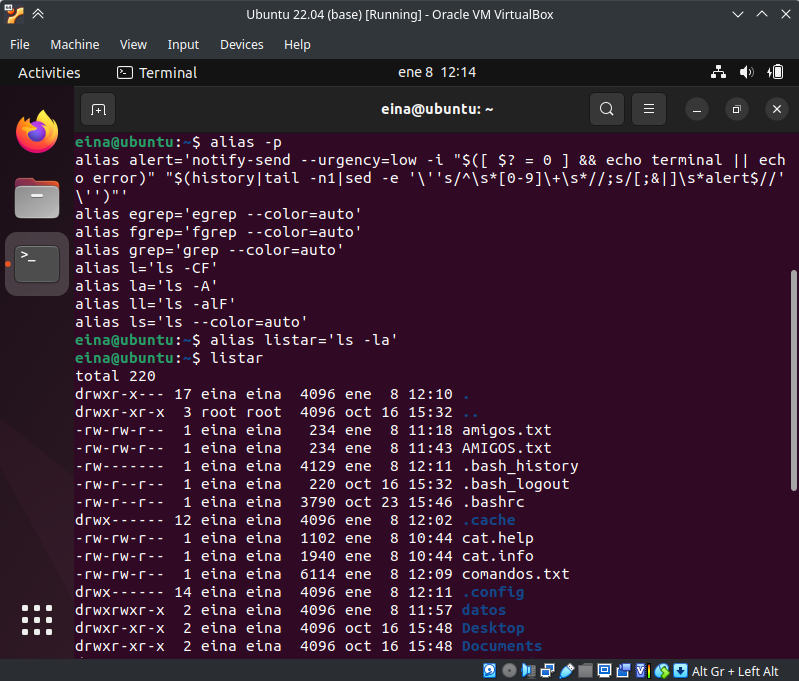 Ubuntu 22.04 (base) [Running] - Oracle VM VirtualBox
File Machine View Input Devices Help
Activities Terminal ene 8 12:14
eina@ubuntu: ~
eina@ubuntu:~$ alias -p
alias alert='notify-send --urgency=low -i "$([ $? = 0 ] && echo terminal || ech
o error)" "$(history|tail -n1|sed -e '\''s/^\s*[0-9]\+\s*//;s/[;&|]\s*alert$//'
\'')"'
alias egrep='egrep --color=auto'
alias fgrep='fgrep --color=auto'
alias grep='grep --color=auto'
alias l='ls -CF'
alias la='ls -A'
alias ll='ls -alF'
alias ls='ls --color=auto'
eina@ubuntu:~$ alias listar='ls -la'
eina@ubuntu:~$ listar
total 220
drwxr-x--- 17 eina eina  4096 ene  8 12:10 .
drwxr-xr-x  3 root root  4096 oct 16 15:32 ..
-rw-rw-r--  1 eina eina   234 ene  8 11:18 amigos.txt
-rw-rw-r--  1 eina eina   234 ene  8 11:43 AMIGOS.txt
-rw-------  1 eina eina  4129 ene  8 12:11 .bash_history
-rw-r--r--  1 eina eina   220 oct 16 15:32 .bash_logout
-rw-r--r--  1 eina eina  3790 oct 23 15:46 .bashrc
drwx------ 12 eina eina  4096 ene  8 12:02 .cache
-rw-rw-r--  1 eina eina  1102 ene  8 10:44 cat.help
-rw-rw-r--  1 eina eina  1940 ene  8 10:44 cat.info
-rw-rw-r--  1 eina eina  6114 ene  8 12:09 comandos.txt
drwx------ 14 eina eina  4096 ene  8 12:11 .config
drwxrwxr-x  2 eina eina  4096 ene  8 11:57 datos
drwxr-xr-x  2 eina eina  4096 oct 16 15:48 Desktop
drwxr-xr-x  2 eina eina  4096 oct 16 15:48 Documents
Alt Gr + Left Alt